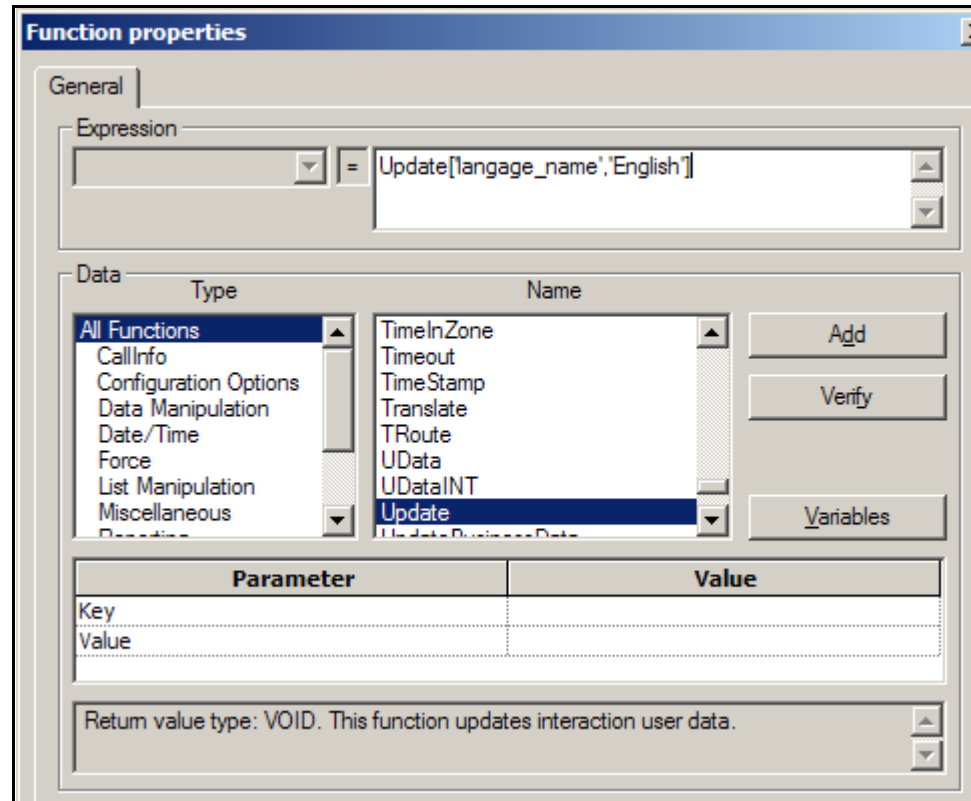 Function properties
General
Expression
=
Update['langage_name','English']
Data
Type
Name
All Functions
CallInfo
Configuration Options
Data Manipulation
Date/Time
Force
List Manipulation
Miscellaneous
Reporting
TimeInZone
Timeout
TimeStamp
Translate
TRoute
UData
UDataINT
Update
UpdateBusinessData
Add
Verify
Variables
Parameter Value
Key
Value
Return value type: VOID. This function updates interaction user data.